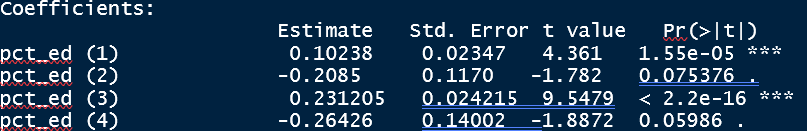 Coefficients:
Estimate Std. Error t value Pr(>|t|)
pct_ed (1) 0.10238 0.02347 4.361 1.55e-05 ***
pct_ed (2) -0.2085 0.1170 -1.782 0.075376 .
pct_ed (3) 0.231205 0.024215 9.5479 < 2.2e-16 ***
pct_ed (4) -0.26426 0.14002 -1.8872 0.05986 .